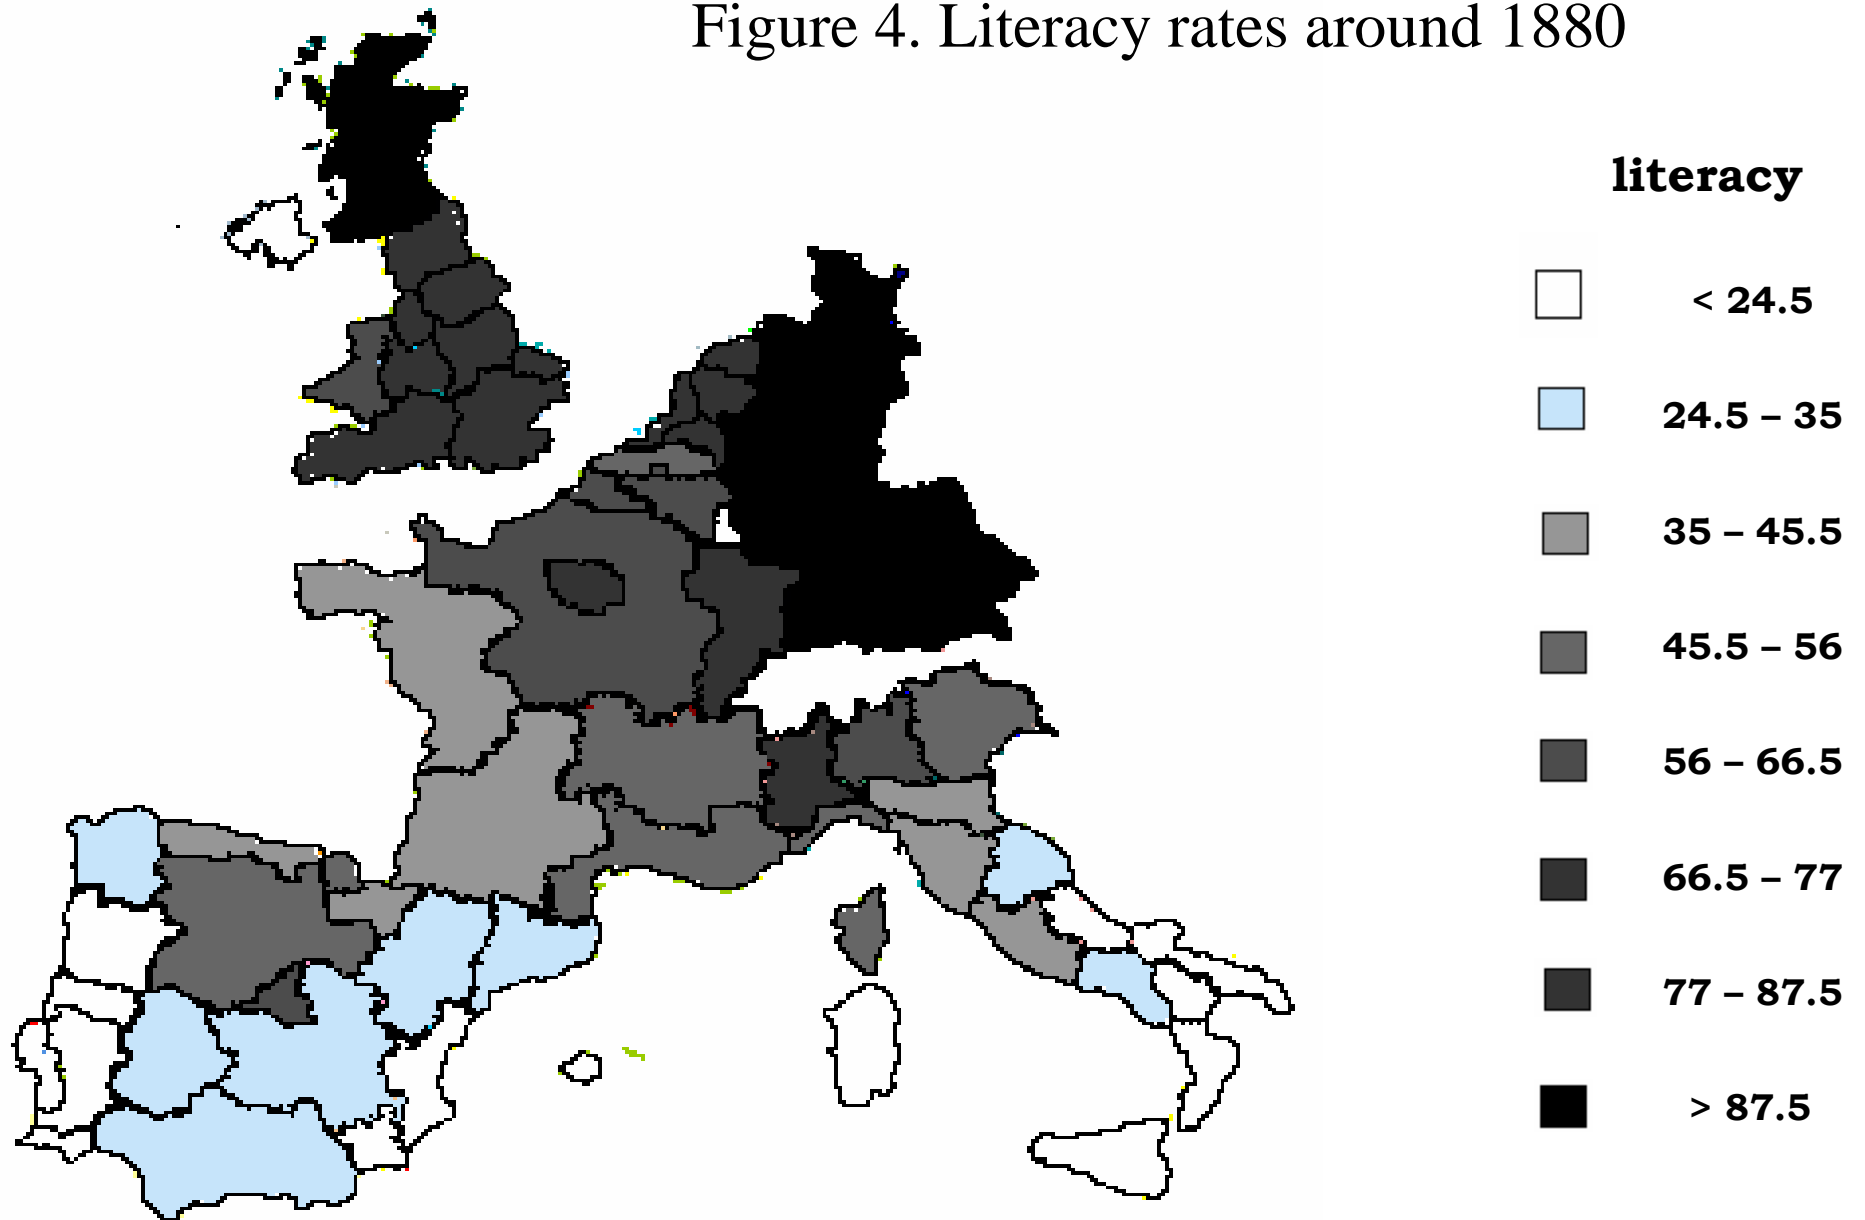 Figure 4. Literacy rates around 1880
literacy
< 24.5
24.5 – 35
35 – 45.5
45.5 – 56
56 – 66.5
66.5 – 77
77 – 87.5
> 87.5